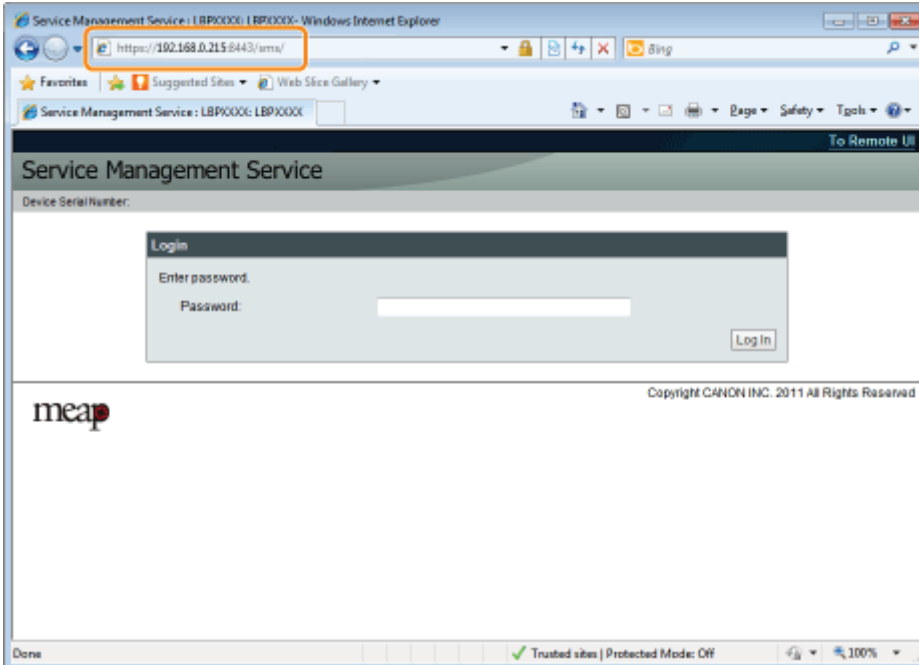 Service Management Service : LBPXXXX: LBPXXXX- Windows Internet Explorer
https://192.168.0.215:8443/sms/
Bing
Favorites Suggested Sites Web Slice Gallery
Service Management Service : LBPXXXX: LBPXXXX Page Safety Tools
To Remote UI
Service Management Service
Device Serial Number:
Login
Enter password.
Password:
Log In
Copyright CANON INC. 2011 All Rights Reserved
meap
Done Trusted sites | Protected Mode: Off 100%